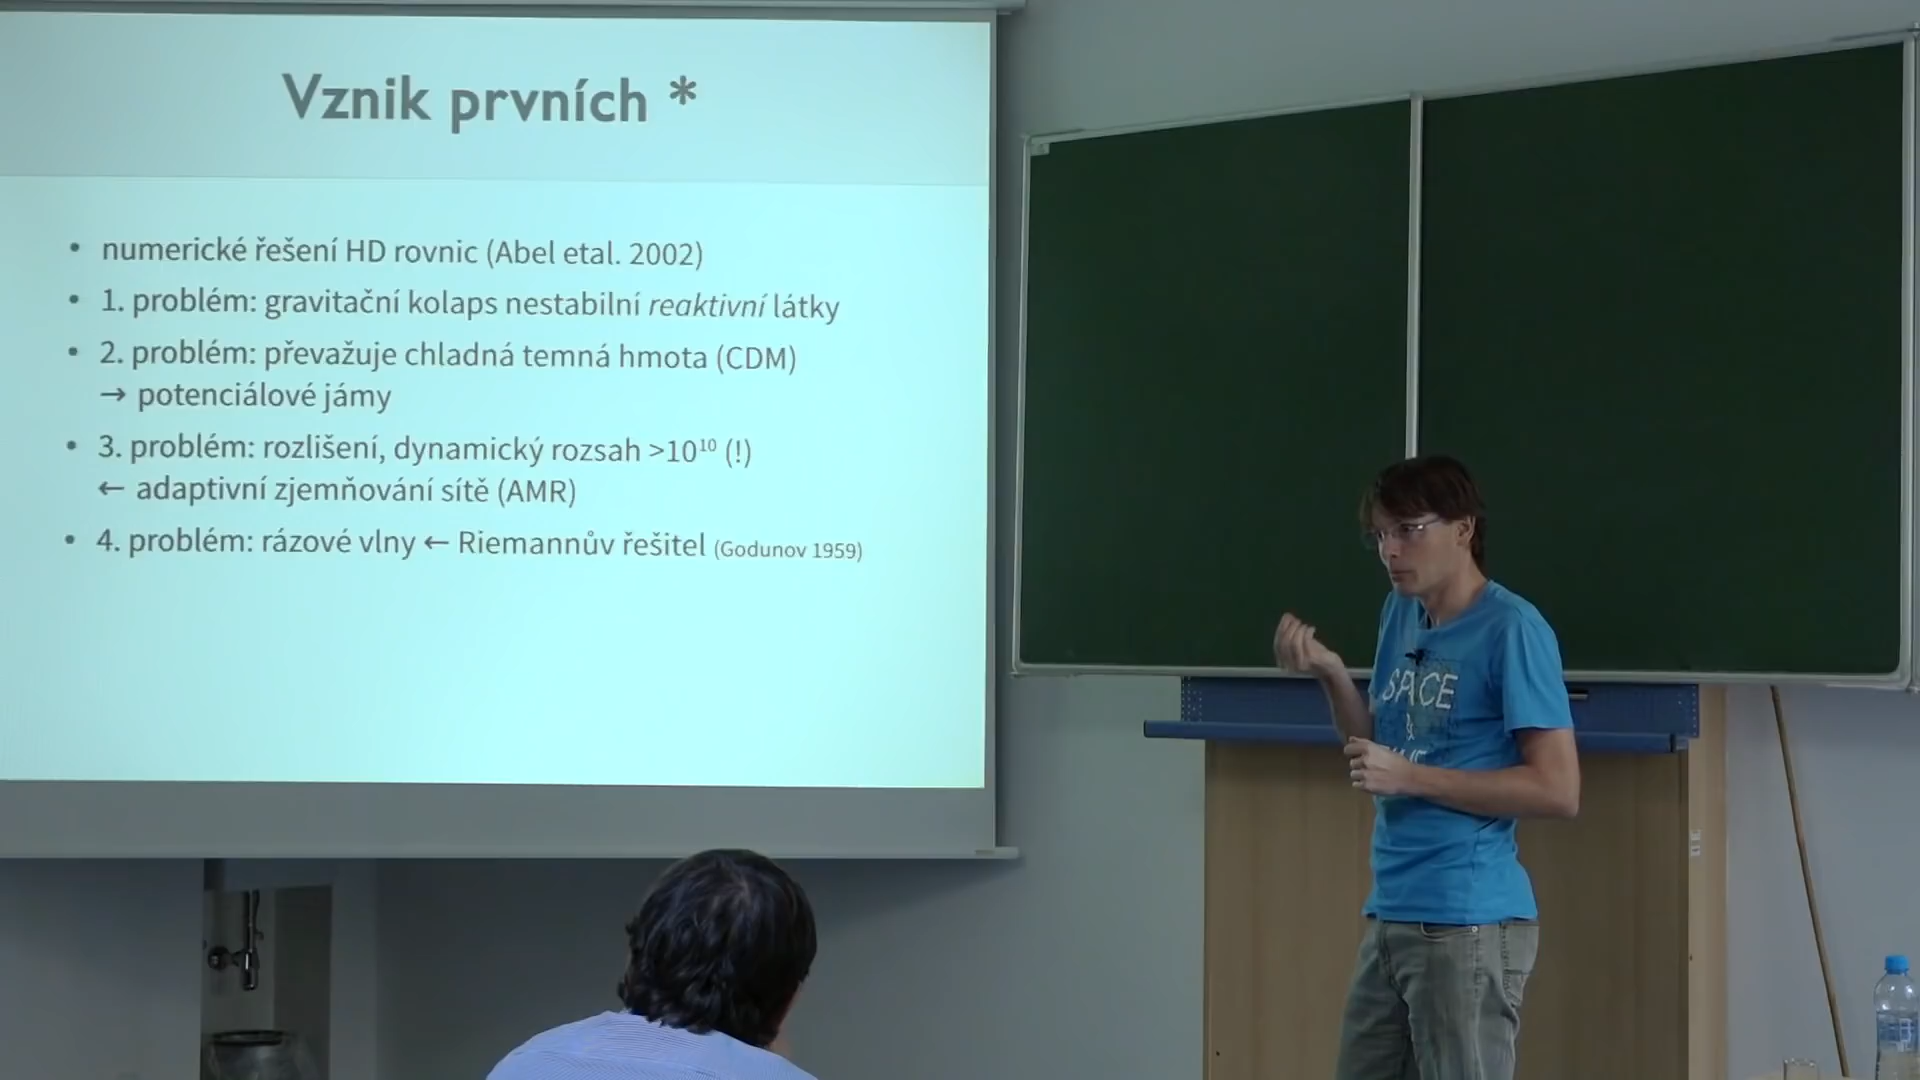 Vznik prvních *
• numerické řešení HD rovnic (Abel etal. 2002)
• 1. problém: gravitační kolaps nestabilní reaktivní látky
• 2. problém: převažuje chladná temná hmota (CDM)
→ potenciálové jámy
• 3. problém: rozlišení, dynamický rozsah >10¹⁰ (!)
← adaptivní zjemňování sítě (AMR)
• 4. problém: rázové vlny ← Riemannův řešitel (Godunov 1959)
SPACE
&